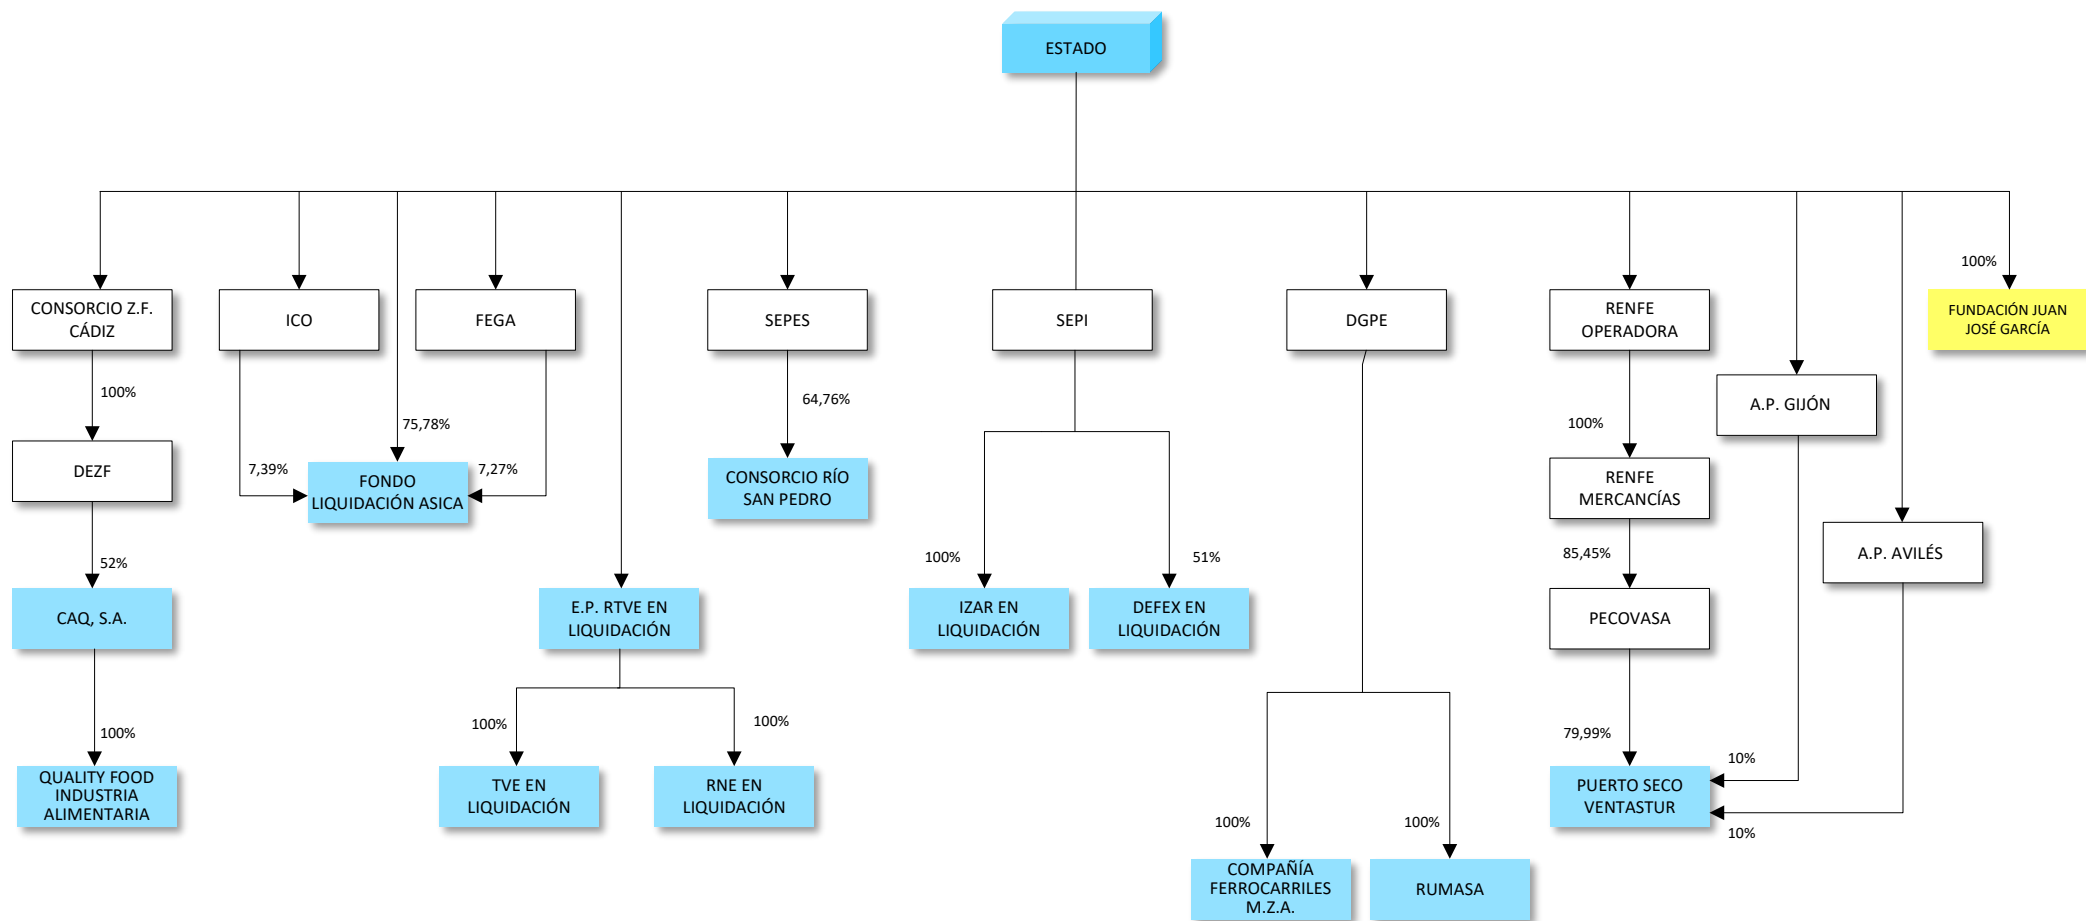 ESTADO
100%
CONSORCIO Z.F.
CÁDIZ
ICO
FEGA
SEPES
SEPI
DGPE
RENFE
OPERADORA
FUNDACIÓN JUAN
JOSÉ GARCÍA
100%
64,76%
A.P. GIJÓN
75,78%
100%
DEZF
7,39%
FONDO
LIQUIDACIÓN ASICA
7,27%
CONSORCIO RÍO
SAN PEDRO
RENFE
MERCANCÍAS
52%
100%
51%
85,45%
A.P. AVILÉS
CAQ, S.A.
E.P. RTVE EN
LIQUIDACIÓN
IZAR EN
LIQUIDACIÓN
DEFEX EN
LIQUIDACIÓN
PECOVASA
100%
100%
100%
79,99%
10%
QUALITY FOOD
INDUSTRIA
ALIMENTARIA
TVE EN
LIQUIDACIÓN
RNE EN
LIQUIDACIÓN
PUERTO SECO
VENTASTUR
100%
100%
10%
COMPAÑÍA
FERROCARRILES
M.Z.A.
RUMASA